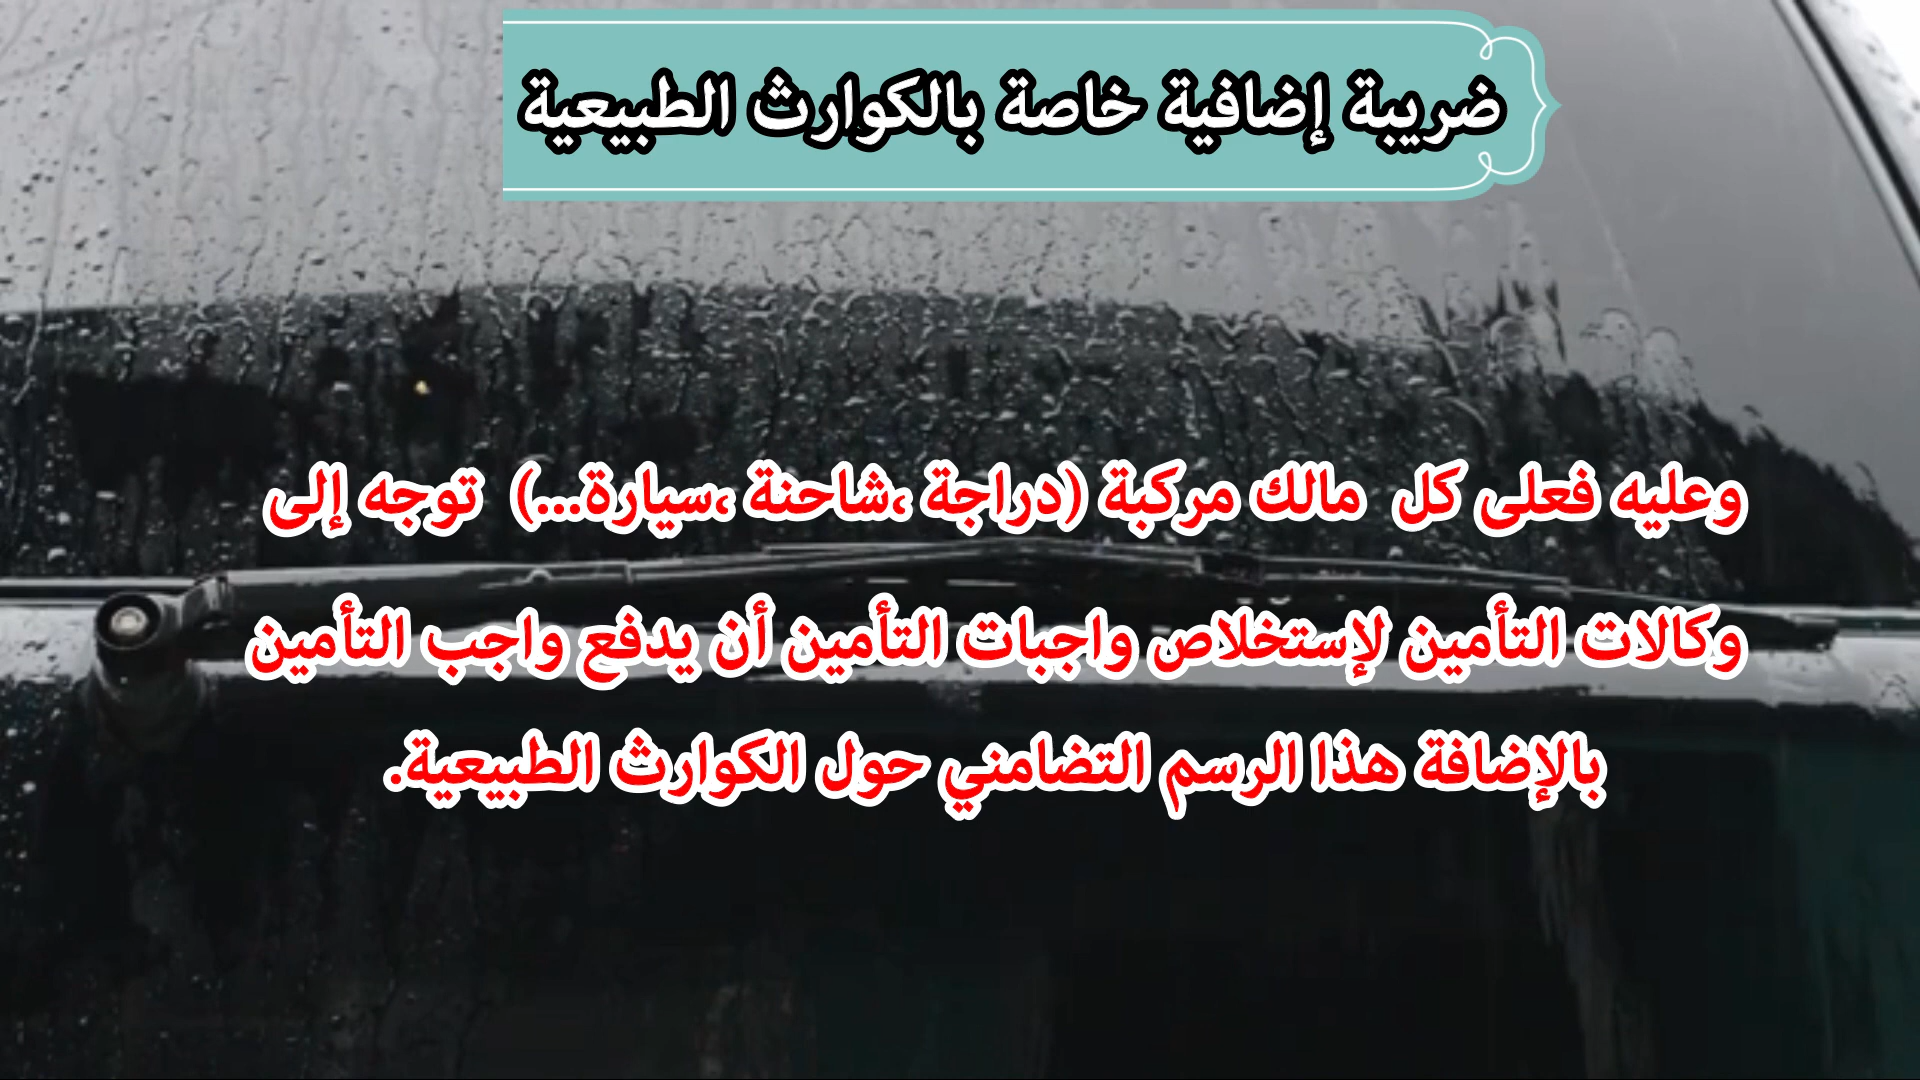 ضريبة إضافية خاصة بالكوارث الطبيعية
وعليه فعلى كل مالك مركبة (دراجة ،شاحنة ،سيارة...) توجه إلى
وكالات التأمين لإستخلاص واجبات التأمين أن يدفع واجب التأمين
بالإضافة هذا الرسم التضامني حول الكوارث الطبيعية.